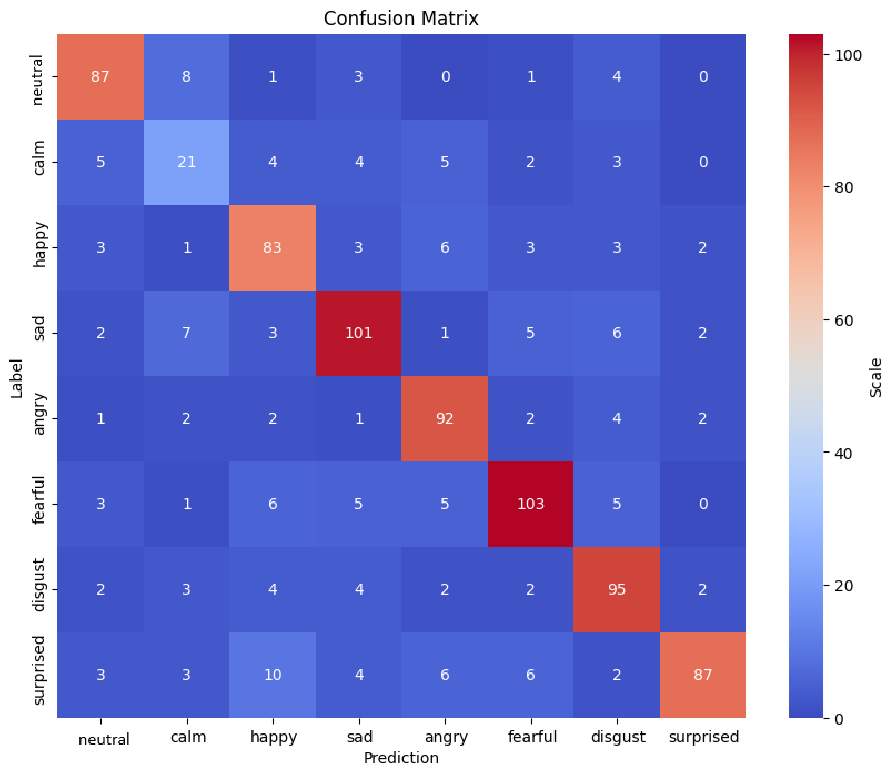 Confusion Matrix
neutral 87 8 1 3 0 1 4 0
calm 5 21 4 4 5 2 3 0
happy 3 1 83 3 6 3 3 2
sad 2 7 3 101 1 5 6 2
angry 1 2 2 1 92 2 4 2
fearful 3 1 6 5 5 103 5 0
disgust 2 3 4 4 2 2 95 2
surprised 3 3 10 4 6 6 2 87
neutral calm happy sad angry fearful disgust surprised
Prediction
Label
100
80
60
40
20
0
Scale